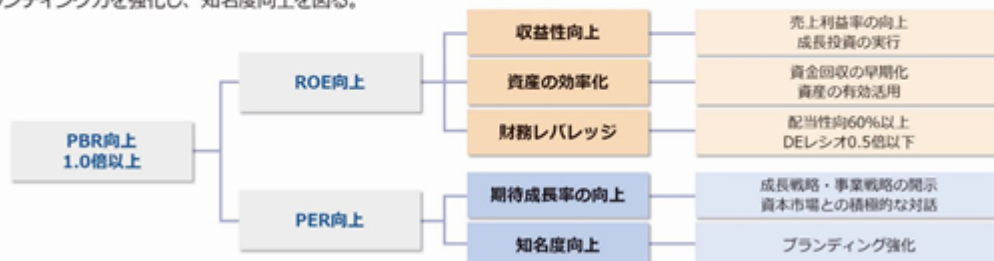 ンディング力を強化し、知名度向上を図る。
収益性向上
売上利益率の向上
成長投資の実行
ROE向上
資産の効率化
資金回収の早期化
資産の有効活用
財務レバレッジ
配当性向60%以上
DEレシオ0.5倍以下
PBR向上
1.0倍以上
期待成長率の向上
成長戦略・事業戦略の開示
資本市場との積極的な対話
PER向上
知名度向上
ブランディング強化